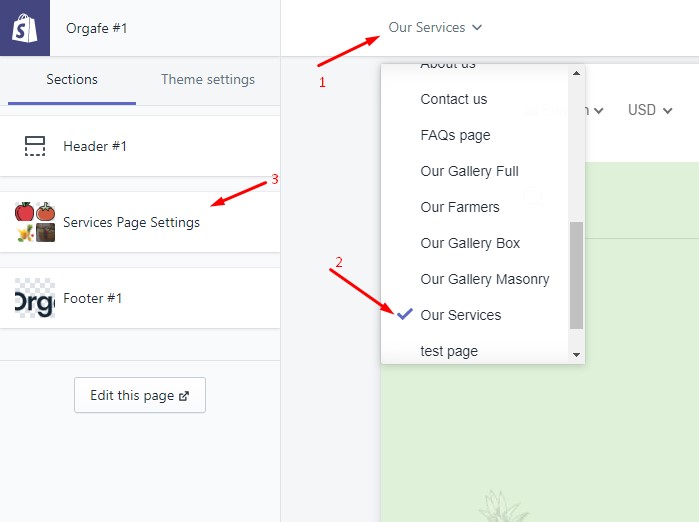 Orgafe #1
Our Services
1
Sections
Theme settings
About us
Contact us
USD
FAQs page
Header #1
Our Gallery Full
3
Our Farmers
Services Page Settings
Our Gallery Box
2
Our Gallery Masonry
Orgc
Footer #1
Our Services
test page
Edit this page